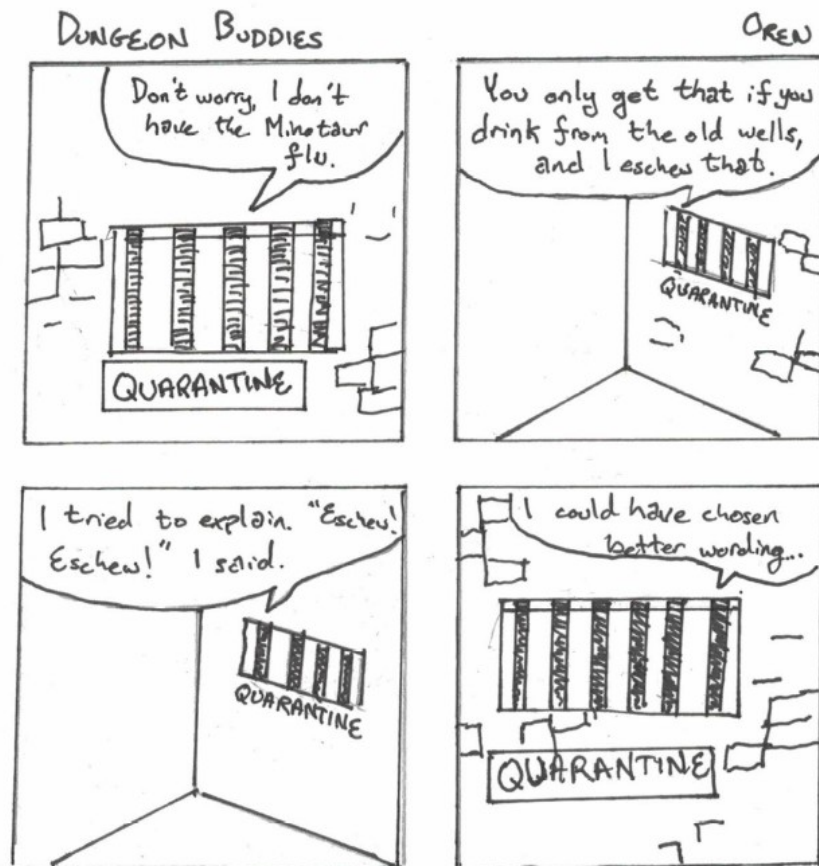 DUNGEON BUDDIES
OREN
Don't worry, I don't
have the Minotaur
flu.
QUARANTINE
You only get that if you
drink from the old wells,
and I eschew that.
QUARANTINE
I tried to explain. "Eschew!
Eschew!" I said.
QUARANTINE
I could have chosen
better wording...
QUARANTINE